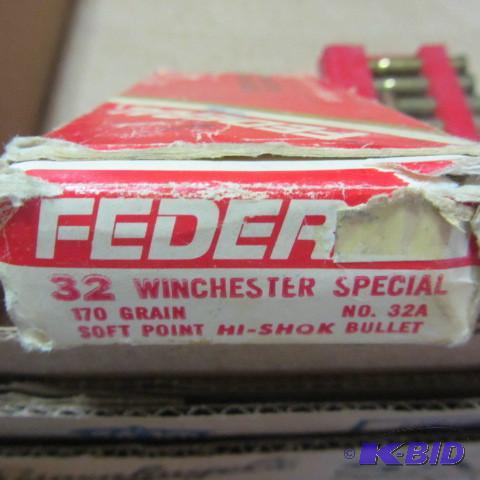 FEDER
32 WINCHESTER SPECIAL
170 GRAIN NO. 32A
SOFT POINT HI-SHOK BULLET
© K-BID